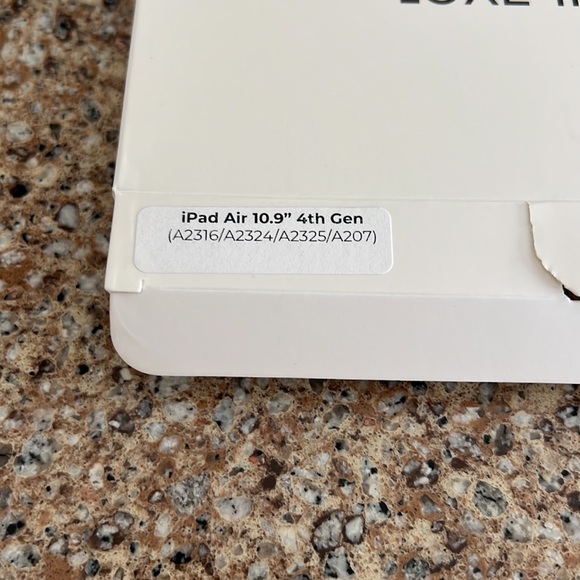 iPad Air 10.9” 4th Gen
(A2316/A2324/A2325/A207)